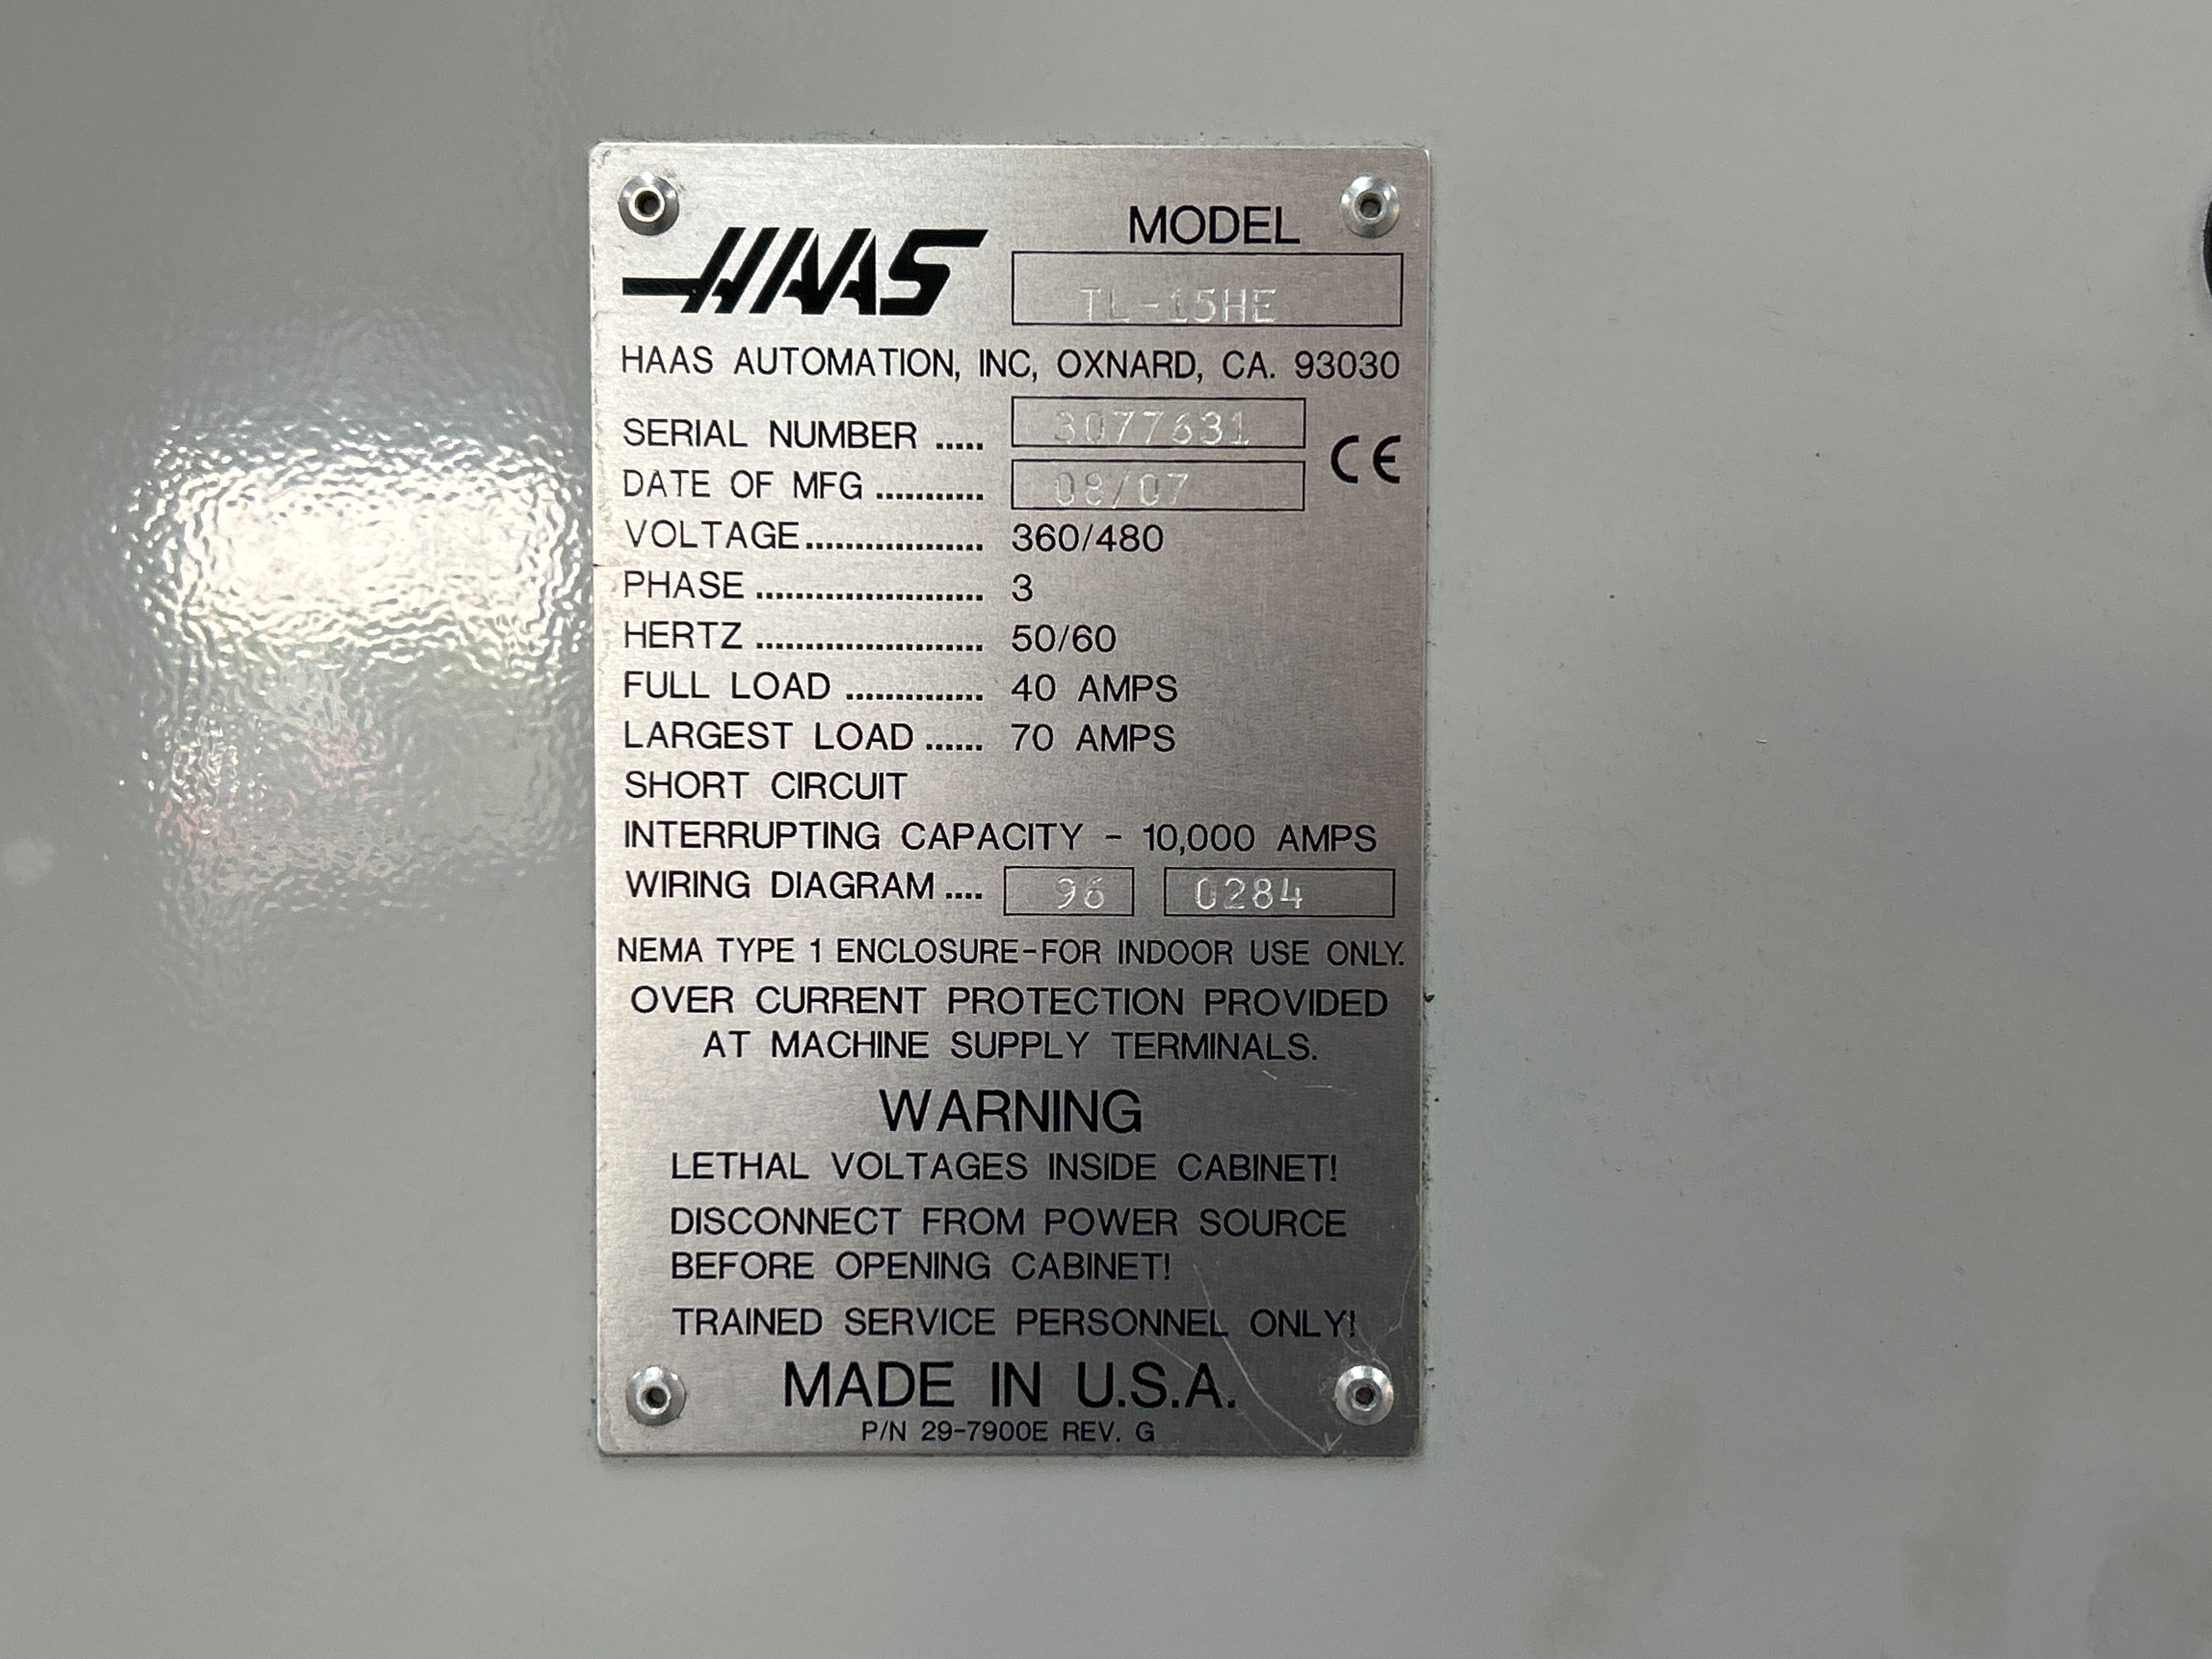 HAAS
MODEL
TL-15HE
HAAS AUTOMATION, INC, OXNARD, CA. 93030
SERIAL NUMBER ..... 3077631
CE
DATE OF MFG ........... 08/07
VOLTAGE.................. 360/480
PHASE ....................... 3
HERTZ ....................... 50/60
FULL LOAD .............. 40 AMPS
LARGEST LOAD ...... 70 AMPS
SHORT CIRCUIT
INTERRUPTING CAPACITY - 10,000 AMPS
WIRING DIAGRAM .... 96 0284
NEMA TYPE 1 ENCLOSURE-FOR INDOOR USE ONLY.
OVER CURRENT PROTECTION PROVIDED
AT MACHINE SUPPLY TERMINALS.
WARNING
LETHAL VOLTAGES INSIDE CABINET!
DISCONNECT FROM POWER SOURCE
BEFORE OPENING CABINET!
TRAINED SERVICE PERSONNEL ONLY!
MADE IN U.S.A.
P/N 29-7900E REV. G